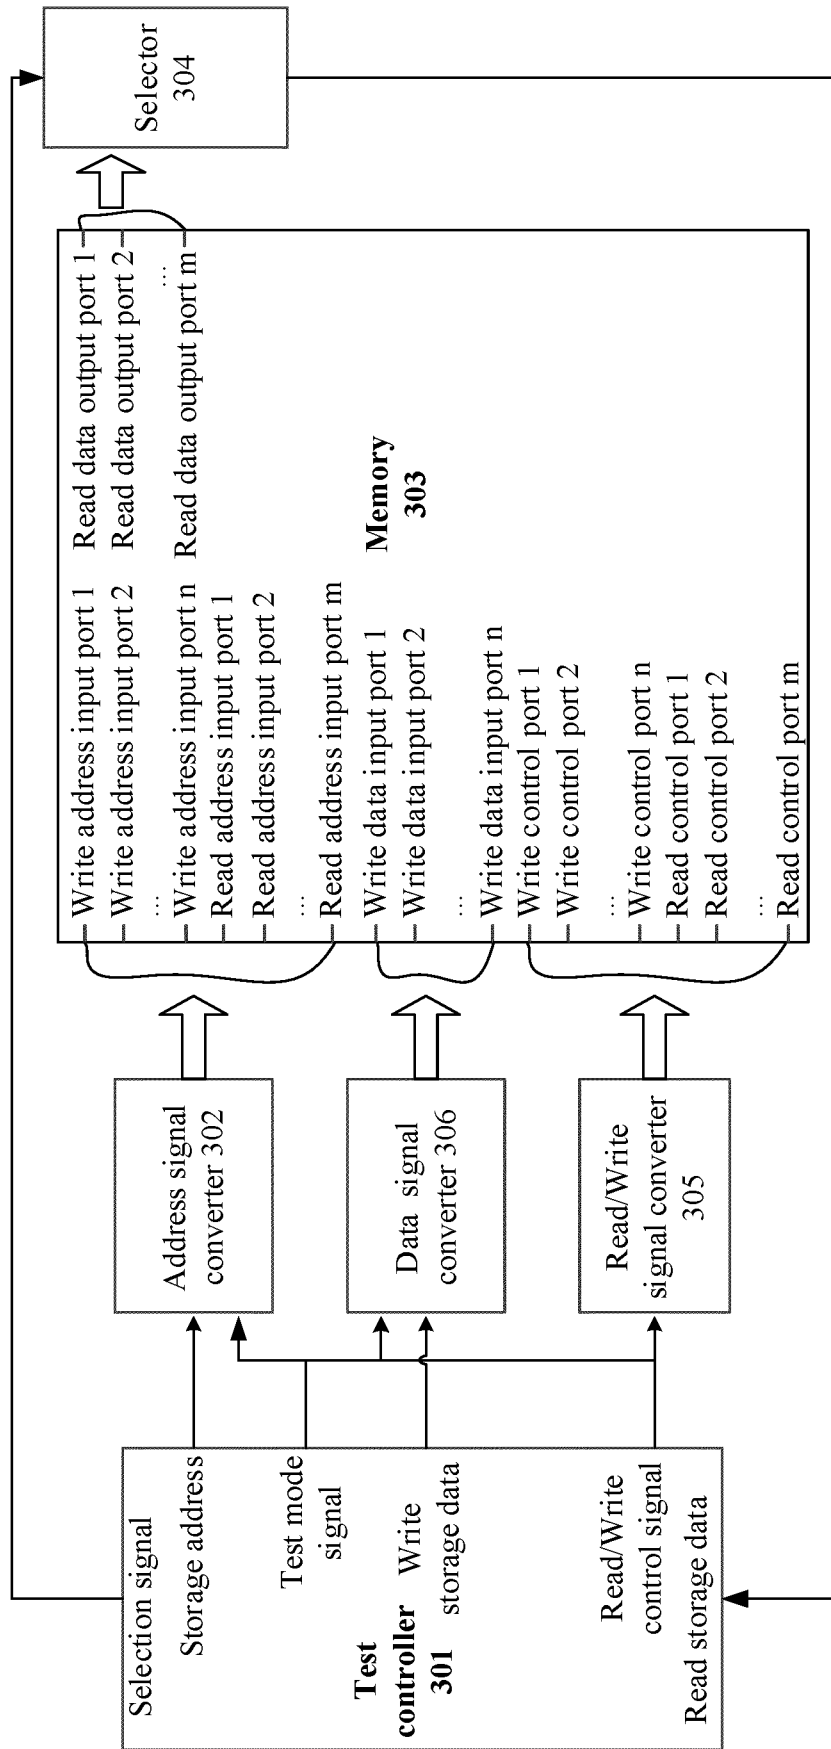 Selection signal
Storage address
Test mode
signal
Test
controller
301
Write
storage data
Read/Write
control signal
Read storage data
Address signal
converter 302
Data signal
converter 306
Read/Write
signal converter
305
Write address input port 1
Write address input port 2
...
Write address input port n
Read address input port 1
Read address input port 2
...
Read address input port m
Write data input port 1
Write data input port 2
...
Write data input port n
Write control port 1
Write control port 2
...
Write control port n
Read control port 1
Read control port 2
...
Read control port m
Memory
303
Read data output port 1
Read data output port 2
...
Read data output port m
Selector
304